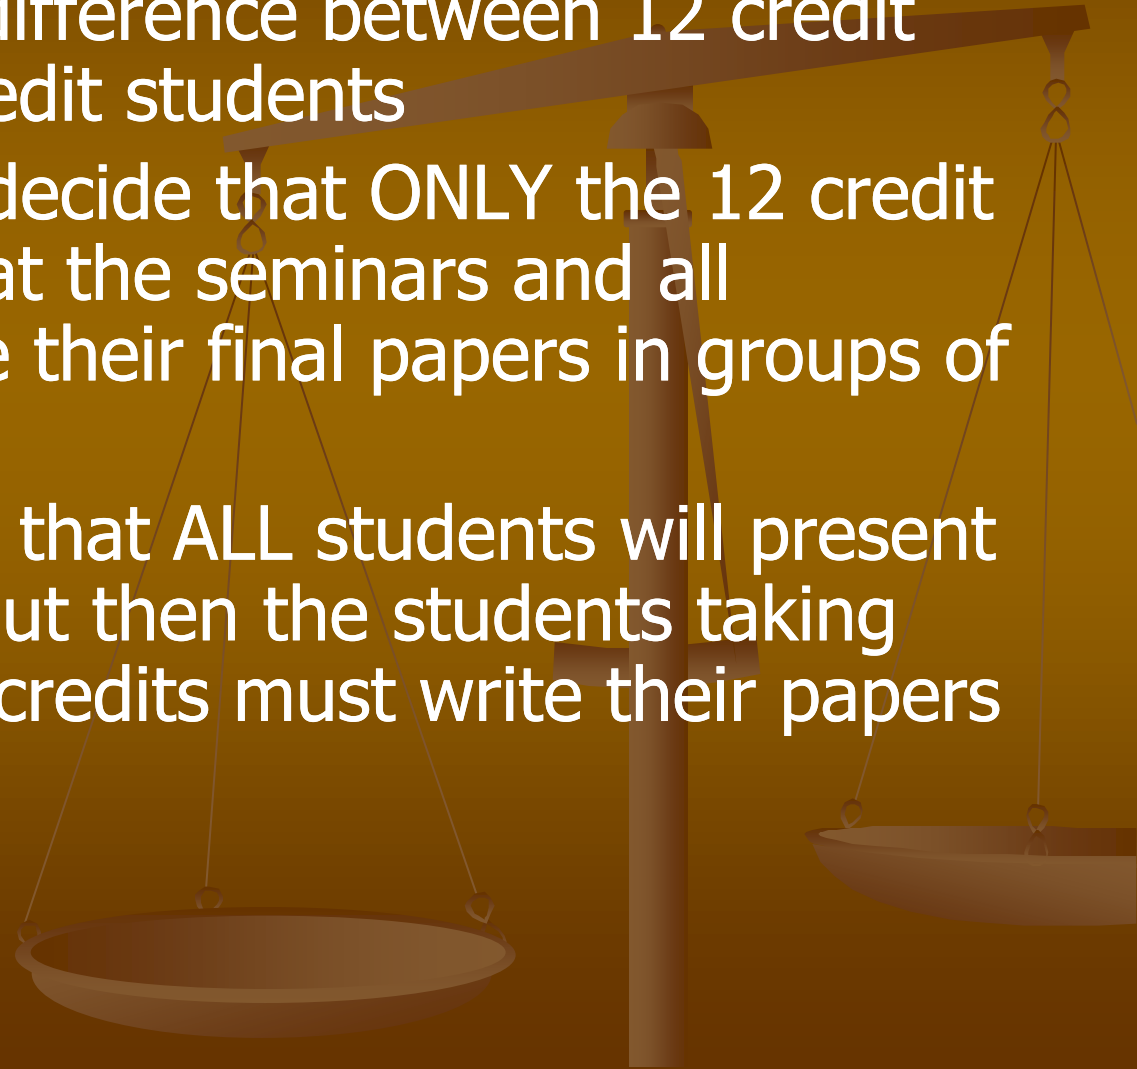 difference between 12 credit
edit students
decide that ONLY the 12 credit
at the seminars and all
e their final papers in groups of
that ALL students will present
ut then the students taking
credits must write their papers